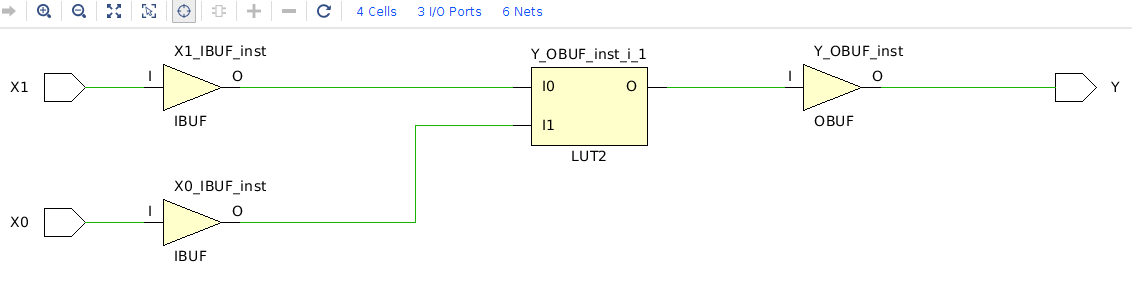 4 Cells 3 I/O Ports 6 Nets
X1_IBUF_inst
Y_OBUF_inst_i_1
Y_OBUF_inst
X1 I O I0 O I O Y
IBUF
OBUF
I1
LUT2
X0_IBUF_inst
X0 I O
IBUF